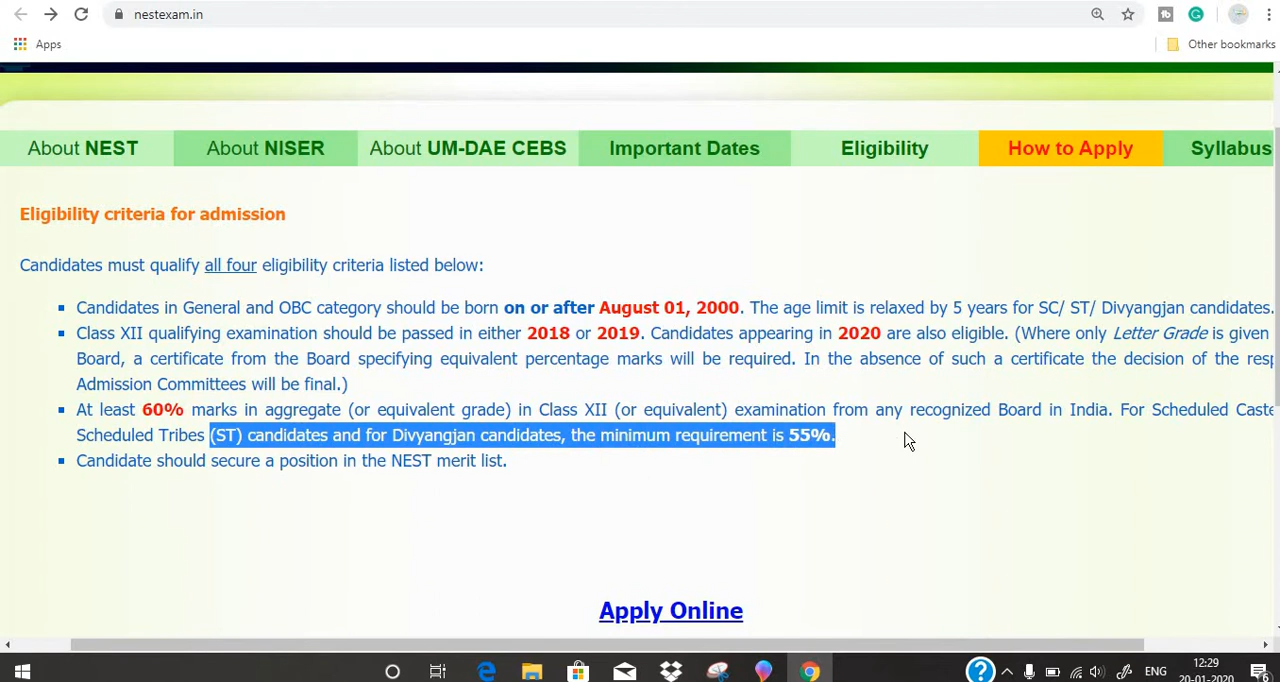 nestexam.in
Apps
Other bookmarks
About NEST
About NISER
About UM-DAE CEBS
Important Dates
Eligibility
How to Apply
Syllabus
Eligibility criteria for admission
Candidates must qualify all four eligibility criteria listed below:
Candidates in General and OBC category should be born on or after August 01, 2000. The age limit is relaxed by 5 years for SC/ ST/ Divyangjan candidates.
Class XII qualifying examination should be passed in either 2018 or 2019. Candidates appearing in 2020 are also eligible. (Where only Letter Grade is given
Board, a certificate from the Board specifying equivalent percentage marks will be required. In the absence of such a certificate the decision of the resp
Admission Committees will be final.)
At least 60% marks in aggregate (or equivalent grade) in Class XII (or equivalent) examination from any recognized Board in India. For Scheduled Caste
Scheduled Tribes (ST) candidates and for Divyangjan candidates, the minimum requirement is 55%.
Candidate should secure a position in the NEST merit list.
Apply Online
ENG
12:29
20-01-2020